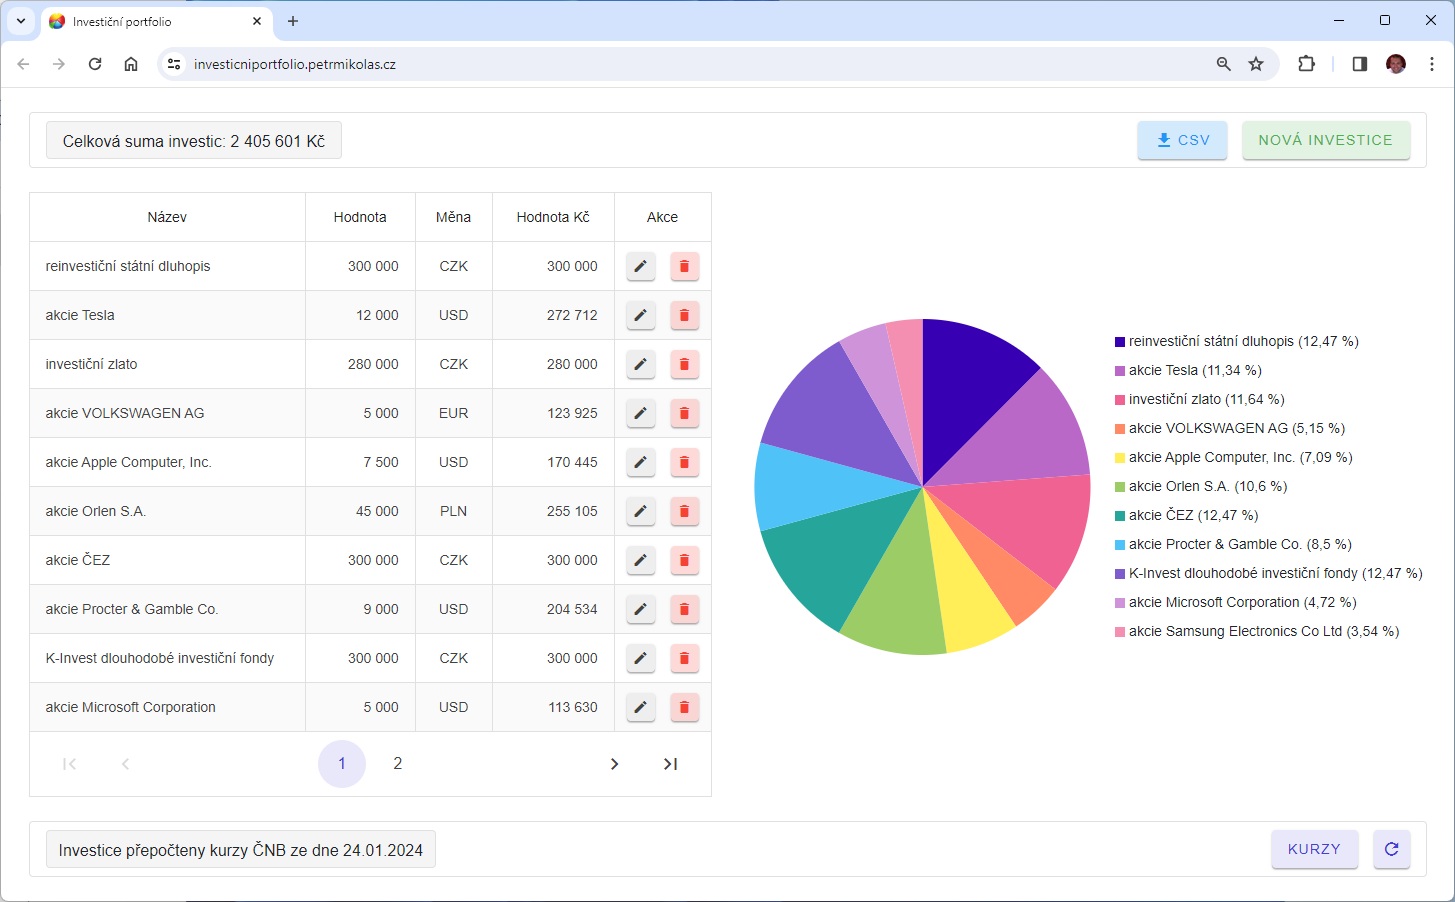 Investiční portfolio
investicniportfolio.petrmikolas.cz
Celková suma investic: 2 405 601 Kč
CSV
NOVÁ INVESTICE
Název Hodnota Měna Hodnota Kč Akce
reinvestiční státní dluhopis 300 000 CZK 300 000
akcie Tesla 12 000 USD 272 712
investiční zlato 280 000 CZK 280 000
akcie VOLKSWAGEN AG 5 000 EUR 123 925
akcie Apple Computer, Inc. 7 500 USD 170 445
akcie Orlen S.A. 45 000 PLN 255 105
akcie ČEZ 300 000 CZK 300 000
akcie Procter & Gamble Co. 9 000 USD 204 534
K-Invest dlouhodobé investiční fondy 300 000 CZK 300 000
akcie Microsoft Corporation 5 000 USD 113 630
1 2
reinvestiční státní dluhopis (12,47 %)
akcie Tesla (11,34 %)
investiční zlato (11,64 %)
akcie VOLKSWAGEN AG (5,15 %)
akcie Apple Computer, Inc. (7,09 %)
akcie Orlen S.A. (10,6 %)
akcie ČEZ (12,47 %)
akcie Procter & Gamble Co. (8,5 %)
K-Invest dlouhodobé investiční fondy (12,47 %)
akcie Microsoft Corporation (4,72 %)
akcie Samsung Electronics Co Ltd (3,54 %)
Investice přepočteny kurzy ČNB ze dne 24.01.2024
KURZY